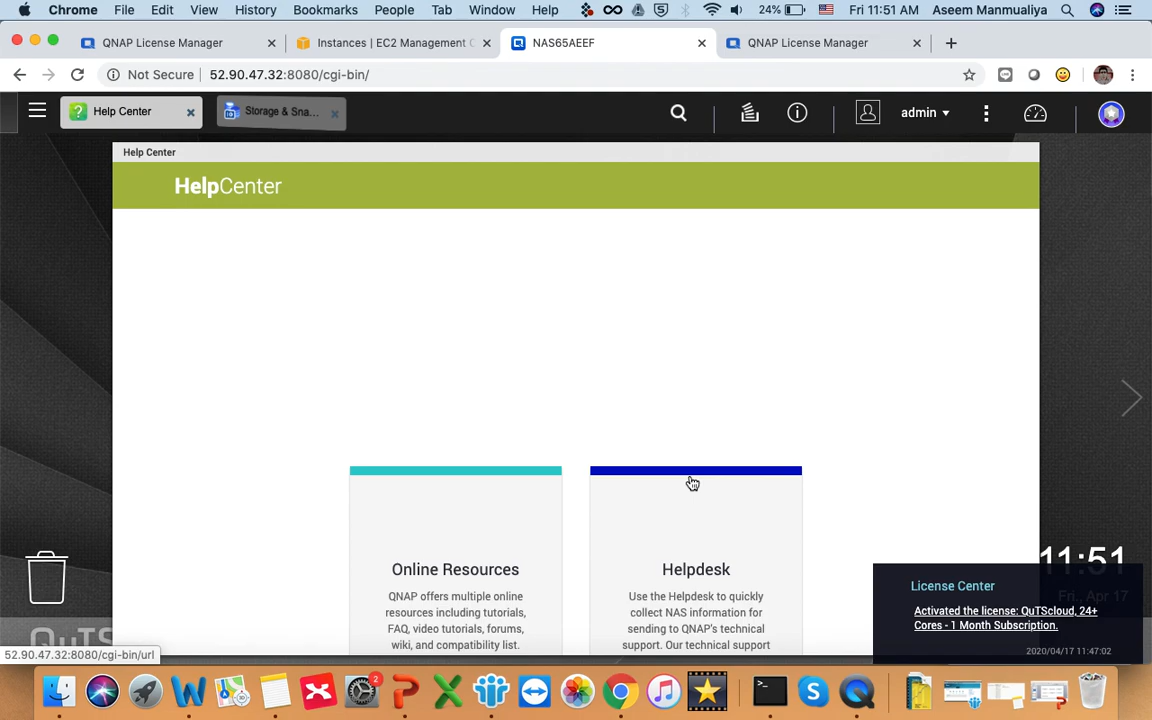 Chrome File Edit View History Bookmarks People Tab Window Help 24% Fri 11:51 AM Aseem Manmualiya
QNAP License Manager
Instances | EC2 Management C
NAS65AEEF
QNAP License Manager
Not Secure 52.90.47.32:8080/cgi-bin/
Help Center
Storage & Sna...
admin
Help Center
HelpCenter
Online Resources
QNAP offers multiple online
resources including tutorials,
FAQ, video tutorials, forums,
wiki, and compatibility list.
Helpdesk
Use the Helpdesk to quickly
collect NAS information for
sending to QNAP's technical
support. Our technical support
11:51
Fri., Apr 17
License Center
Activated the license: QuTScloud, 24+
Cores - 1 Month Subscription.
2020/04/17 11:47:02
QuTS
52.90.47.32:8080/cgi-bin/url
2